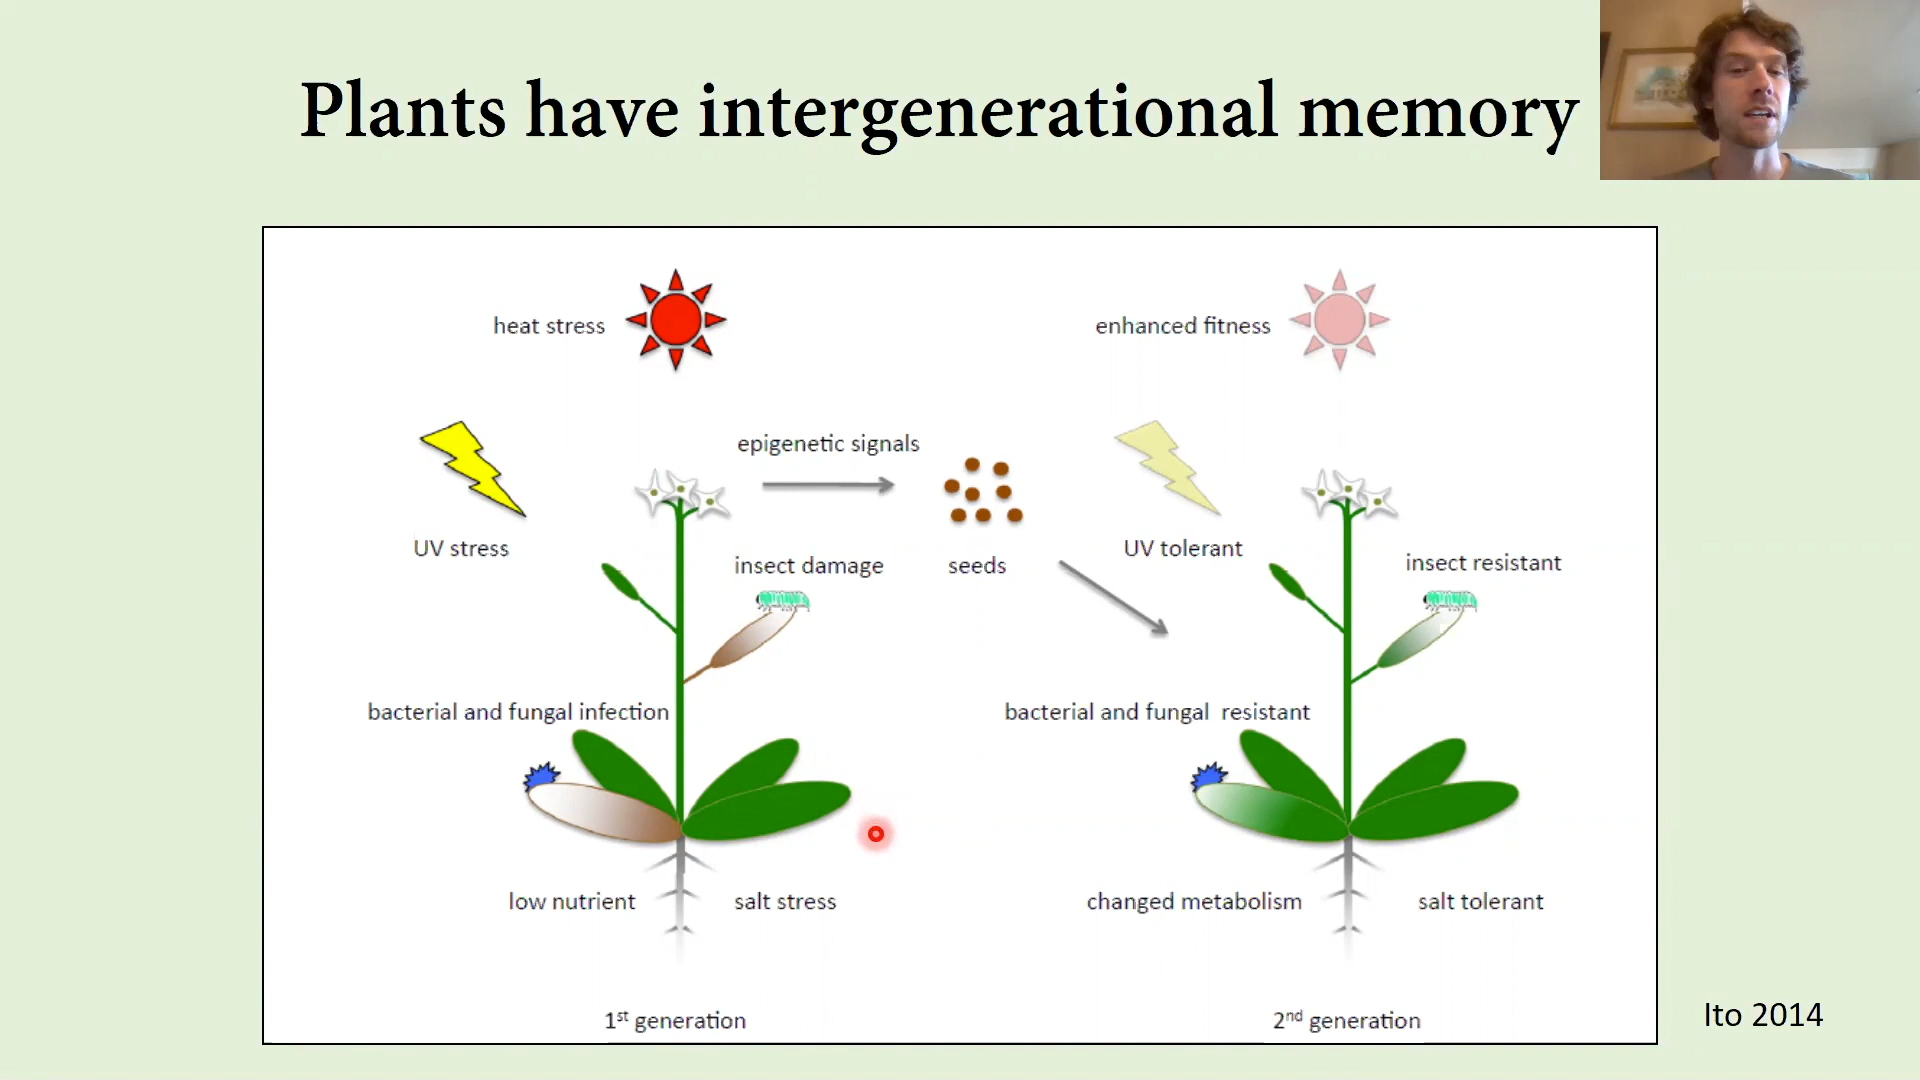 Plants have intergenerational memory
heat stress
enhanced fitness
epigenetic signals
UV stress
insect damage
seeds
UV tolerant
insect resistant
bacterial and fungal infection
bacterial and fungal resistant
low nutrient
salt stress
changed metabolism
salt tolerant
1st generation
2nd generation
Ito 2014